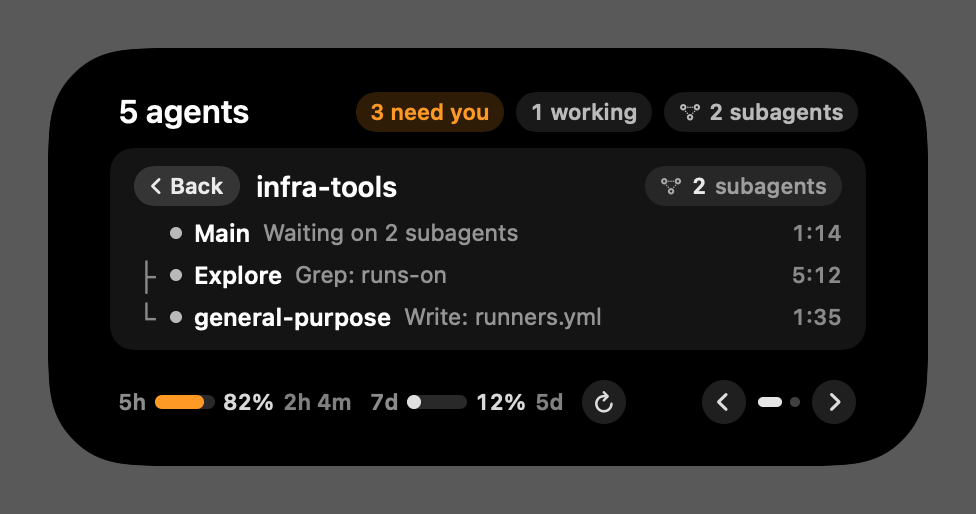 5 agents 3 need you 1 working 2 subagents
Back infra-tools 2 subagents
Main Waiting on 2 subagents 1:14
Explore Grep: runs-on 5:12
general-purpose Write: runners.yml 1:35
5h 82% 2h 4m 7d 12% 5d